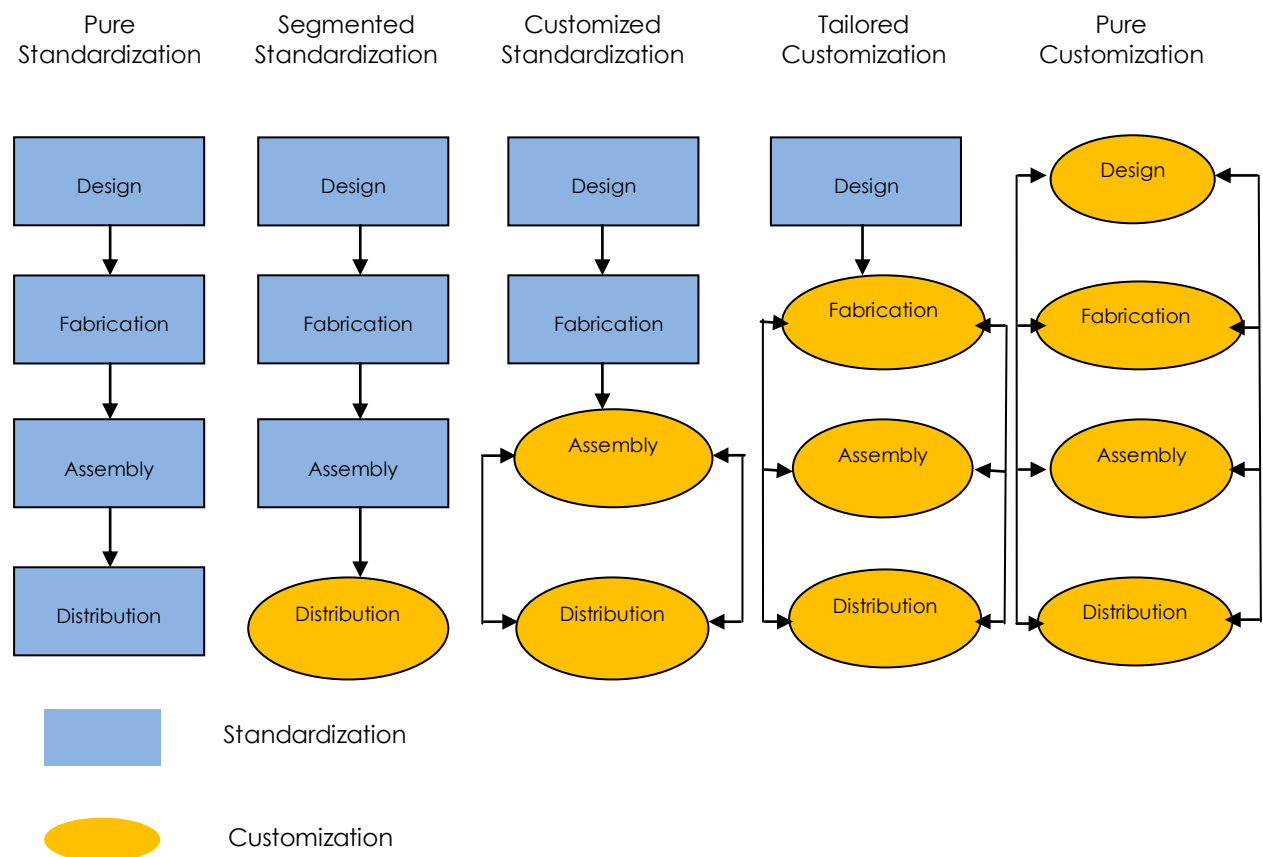 Pure
Standardization
Segmented
Standardization
Customized
Standardization
Tailored
Customization
Pure
Customization
Design
Design
Design
Design
Design
Fabrication
Fabrication
Fabrication
Fabrication
Fabrication
Assembly
Assembly
Assembly
Assembly
Assembly
Distribution
Distribution
Distribution
Distribution
Distribution
Standardization
Customization